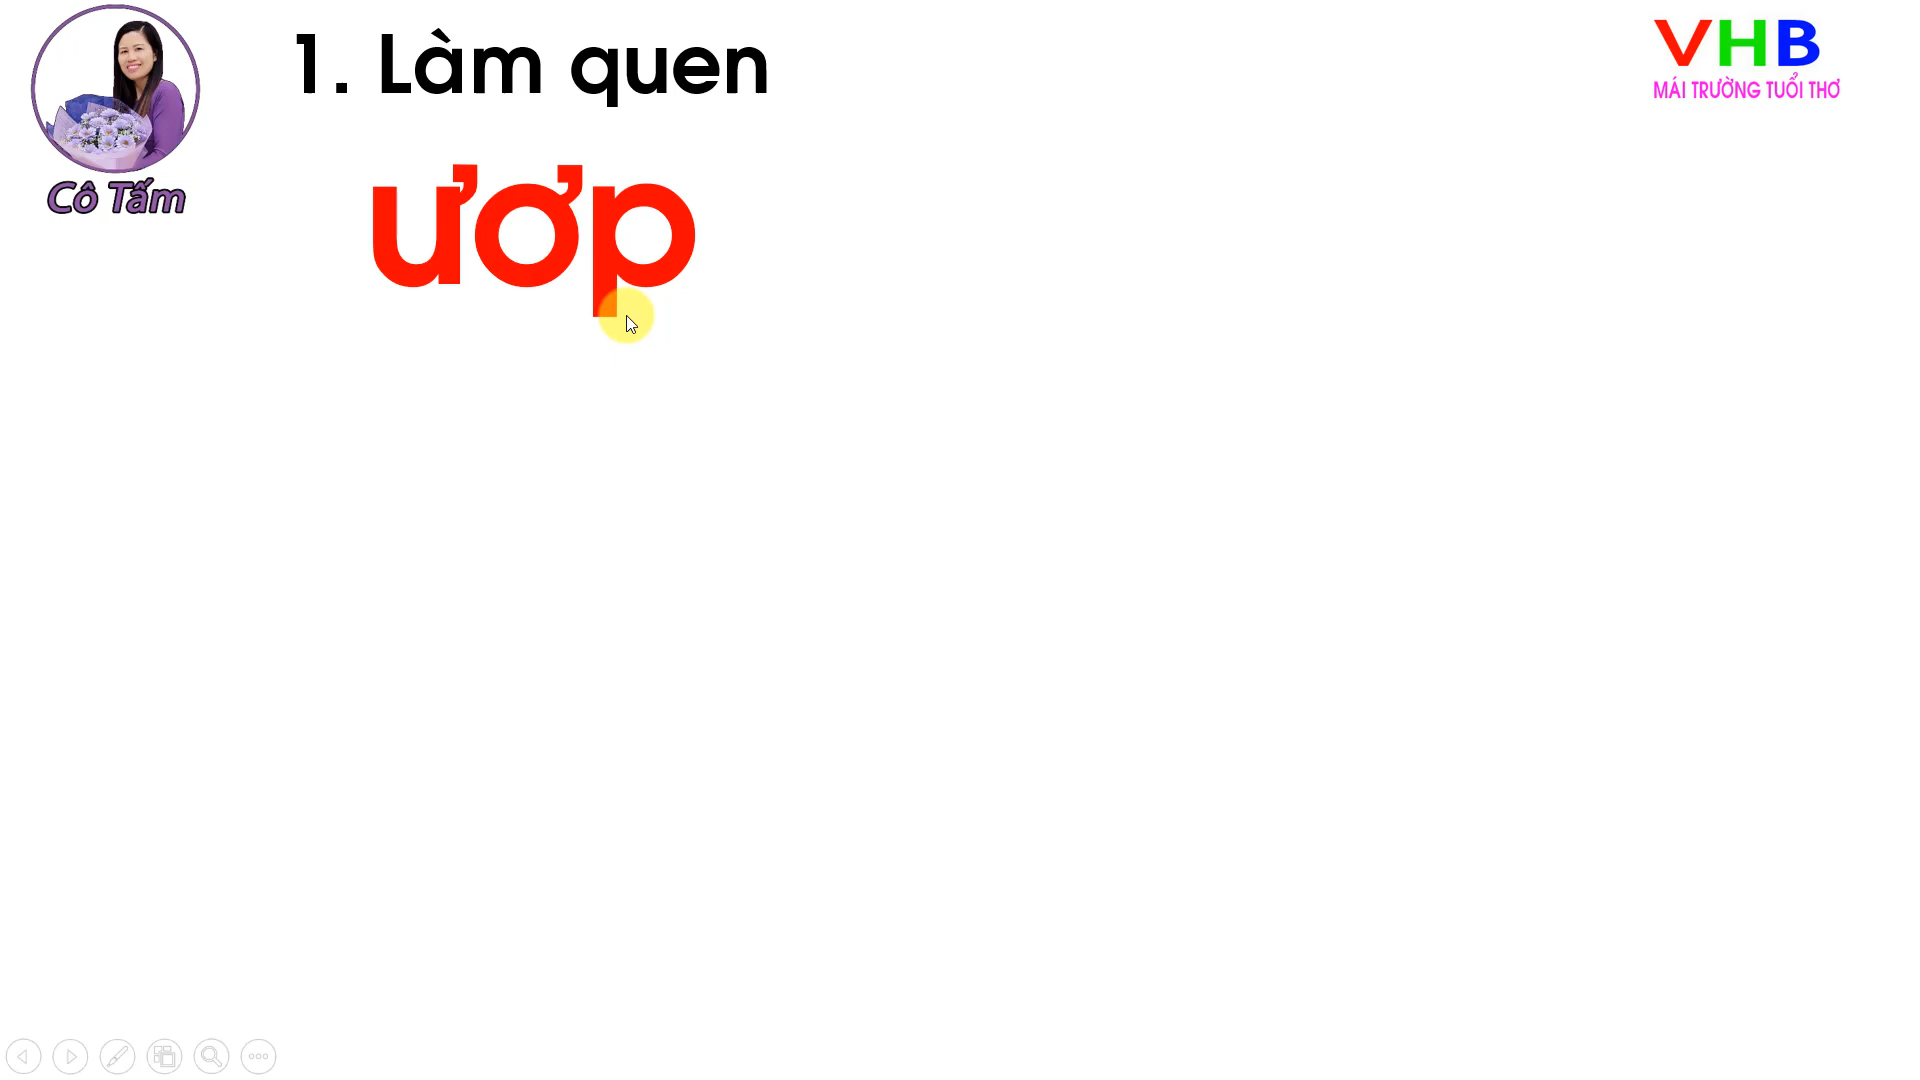 1. Làm quen
VHB
MÁI TRƯỜNG TUỔI THƠ
ươp
Cô Tấm